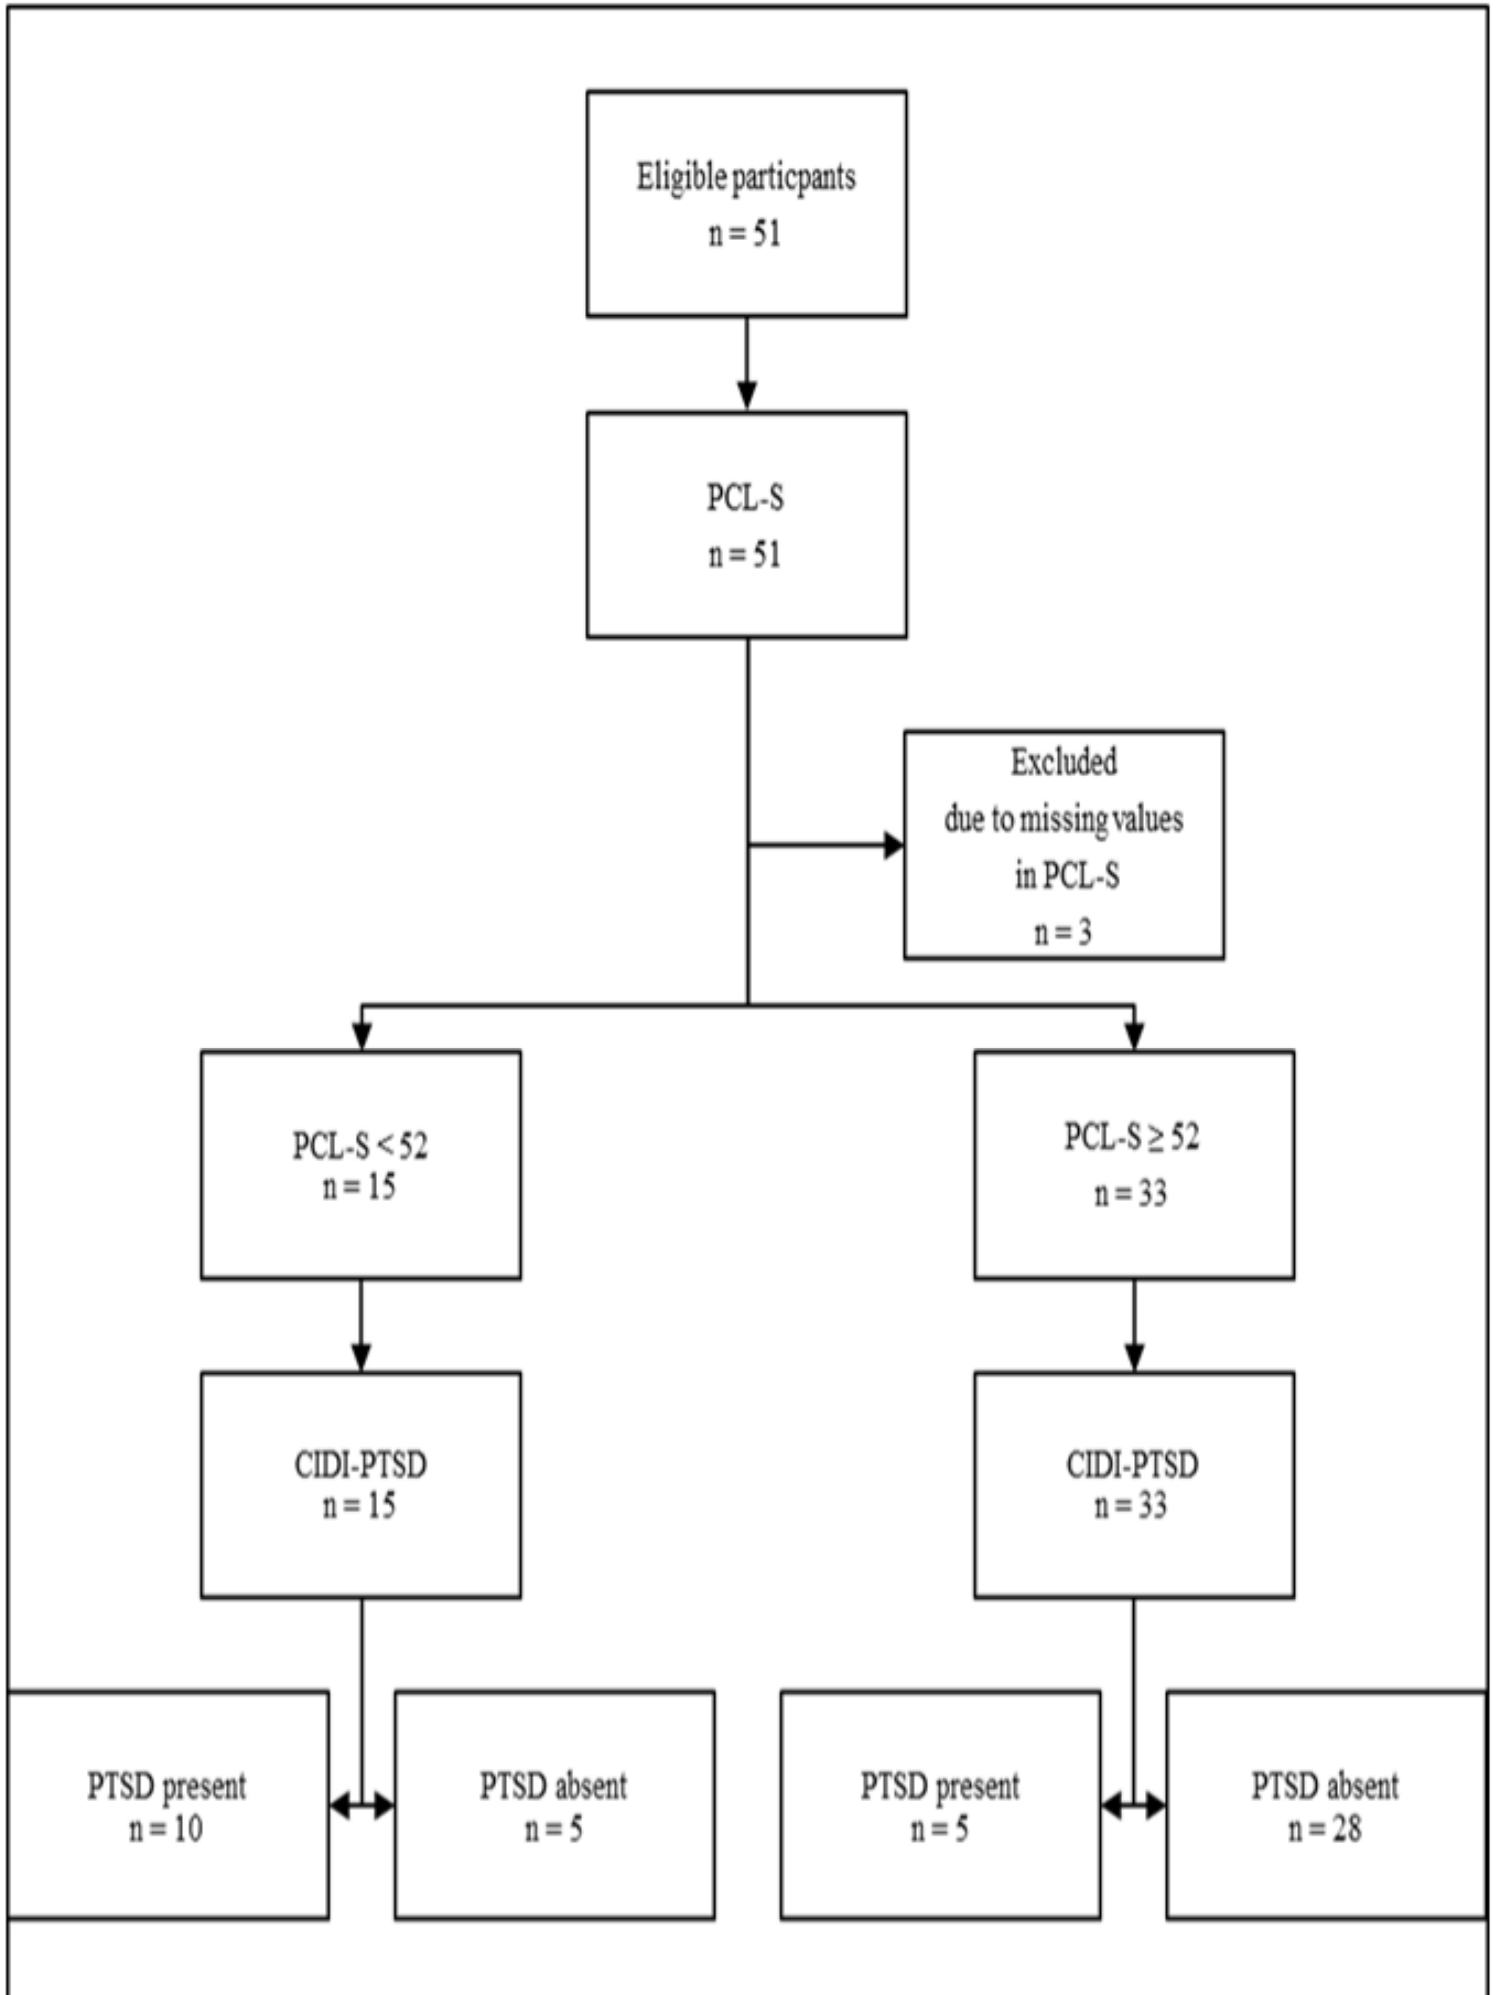 Eligible particpants
n = 51
PCL-S
n = 51
Excluded
due to missing values
in PCL-S
n = 3
PCL-S < 52
n = 15
PCL-S ≥ 52
n = 33
CIDI-PTSD
n = 15
CIDI-PTSD
n = 33
PTSD present
n = 10
PTSD absent
n = 5
PTSD present
n = 5
PTSD absent
n = 28